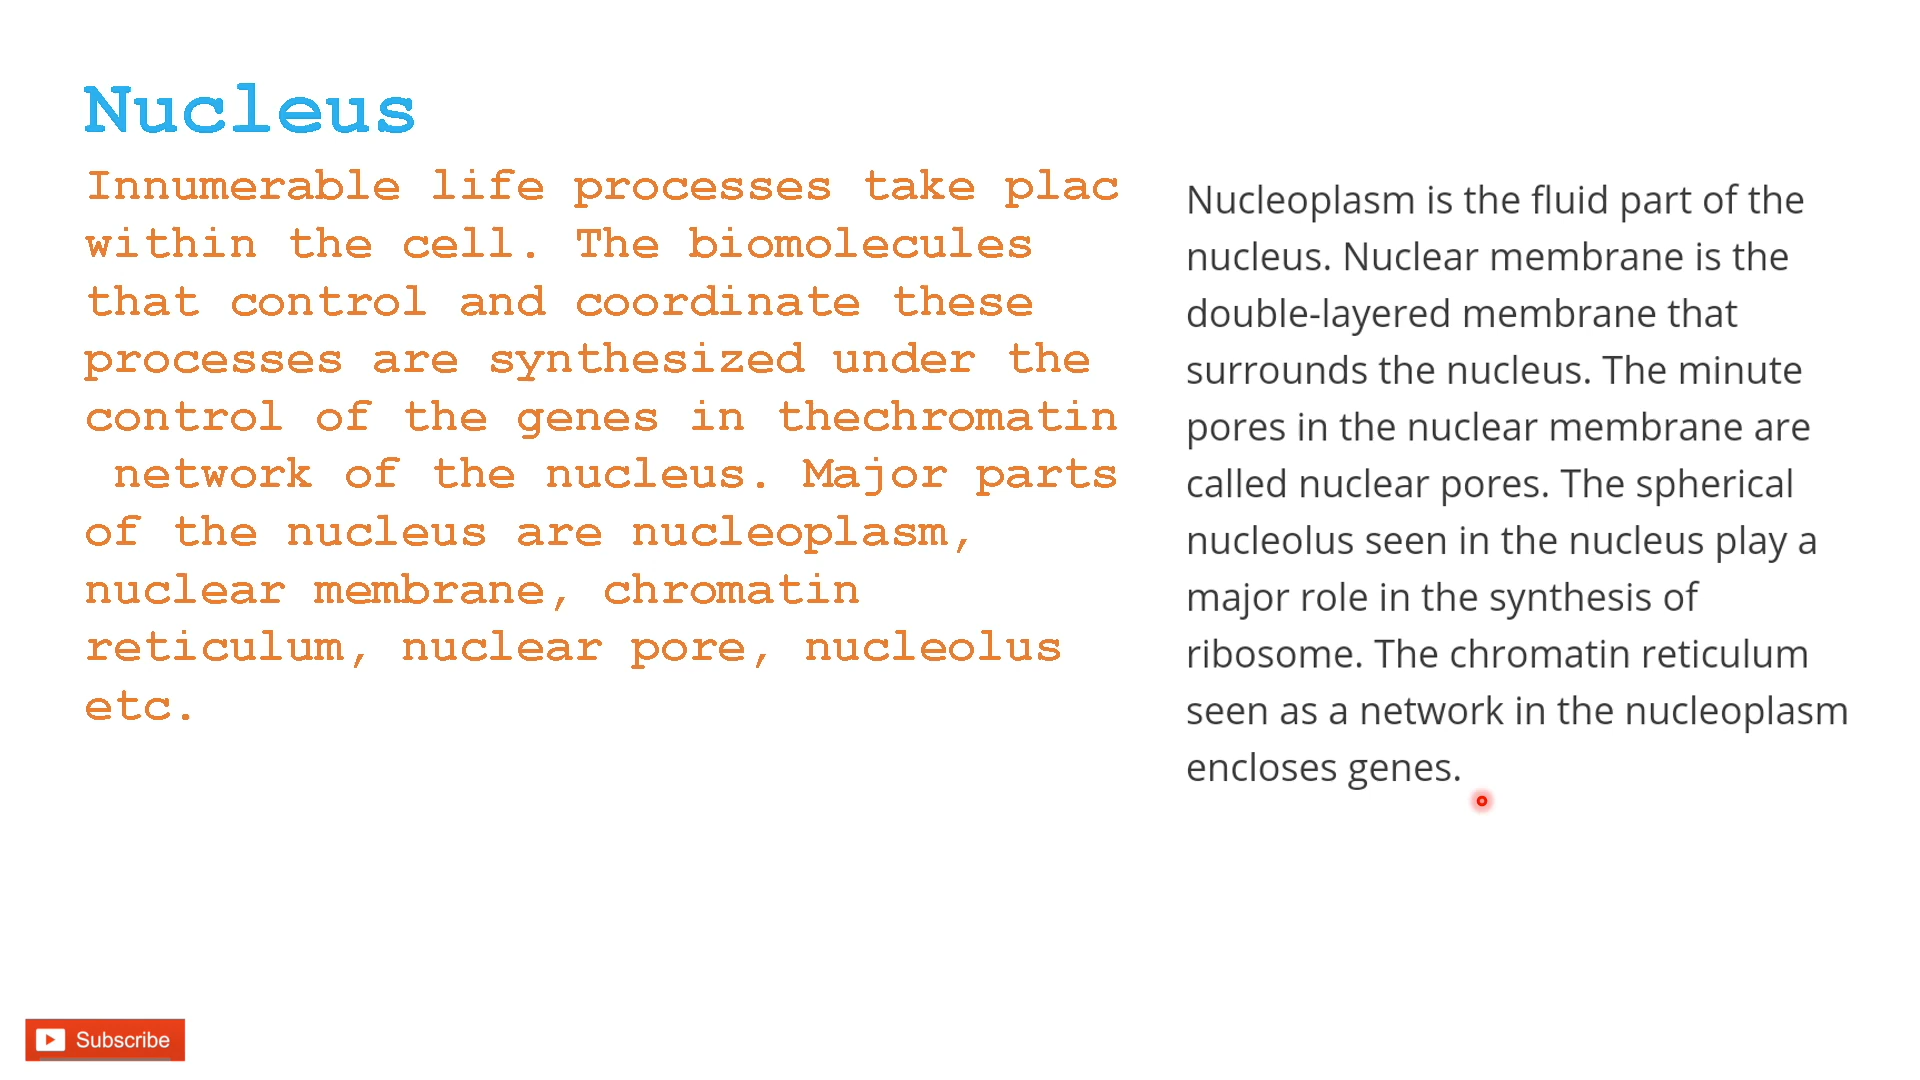 Nucleus
Innumerable life processes take plac
within the cell. The biomolecules
that control and coordinate these
processes are synthesized under the
control of the genes in thechromatin
network of the nucleus. Major parts
of the nucleus are nucleoplasm,
nuclear membrane, chromatin
reticulum, nuclear pore, nucleolus
etc.
Nucleoplasm is the fluid part of the
nucleus. Nuclear membrane is the
double-layered membrane that
surrounds the nucleus. The minute
pores in the nuclear membrane are
called nuclear pores. The spherical
nucleolus seen in the nucleus play a
major role in the synthesis of
ribosome. The chromatin reticulum
seen as a network in the nucleoplasm
encloses genes.
Subscribe